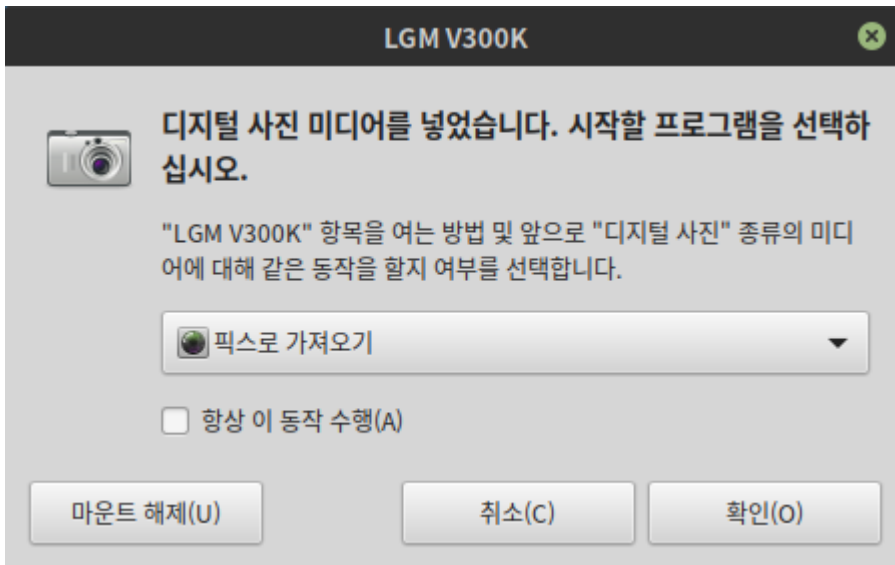 LGM V300K
디지털 사진 미디어를 넣었습니다. 시작할 프로그램을 선택하
십시오.
"LGM V300K" 항목을 여는 방법 및 앞으로 "디지털 사진" 종류의 미디
어에 대해 같은 동작을 할지 여부를 선택합니다.
픽스로 가져오기
항상 이 동작 수행(A)
마운트 해제(U) 취소(C) 확인(O)